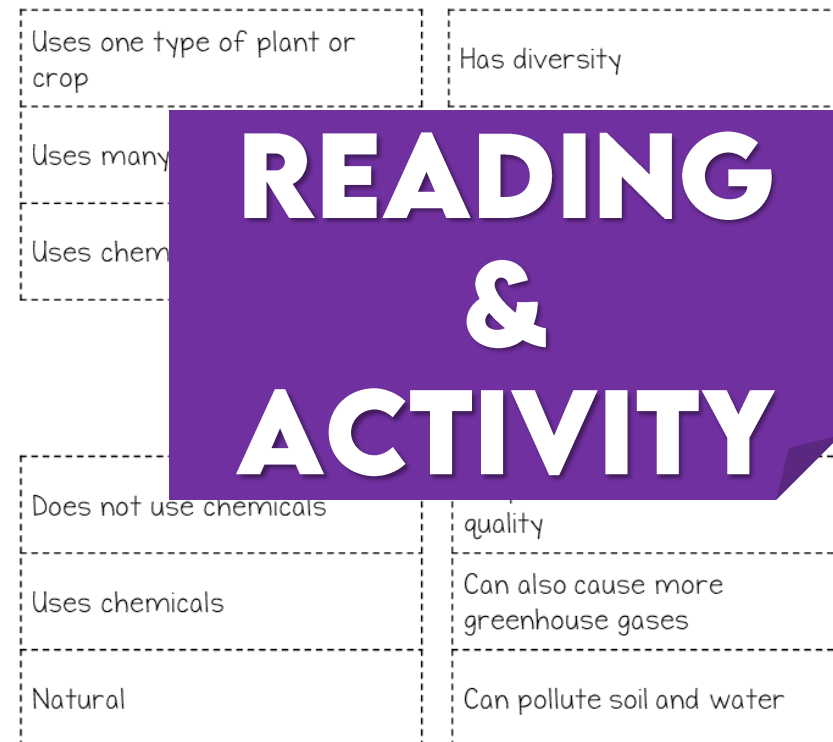 Uses one type of plant or
crop
Has diversity
Uses many
Uses chem
READING
&
ACTIVITY
Does not use chemicals
quality
Uses chemicals
Can also cause more
greenhouse gases
Natural
Can pollute soil and water